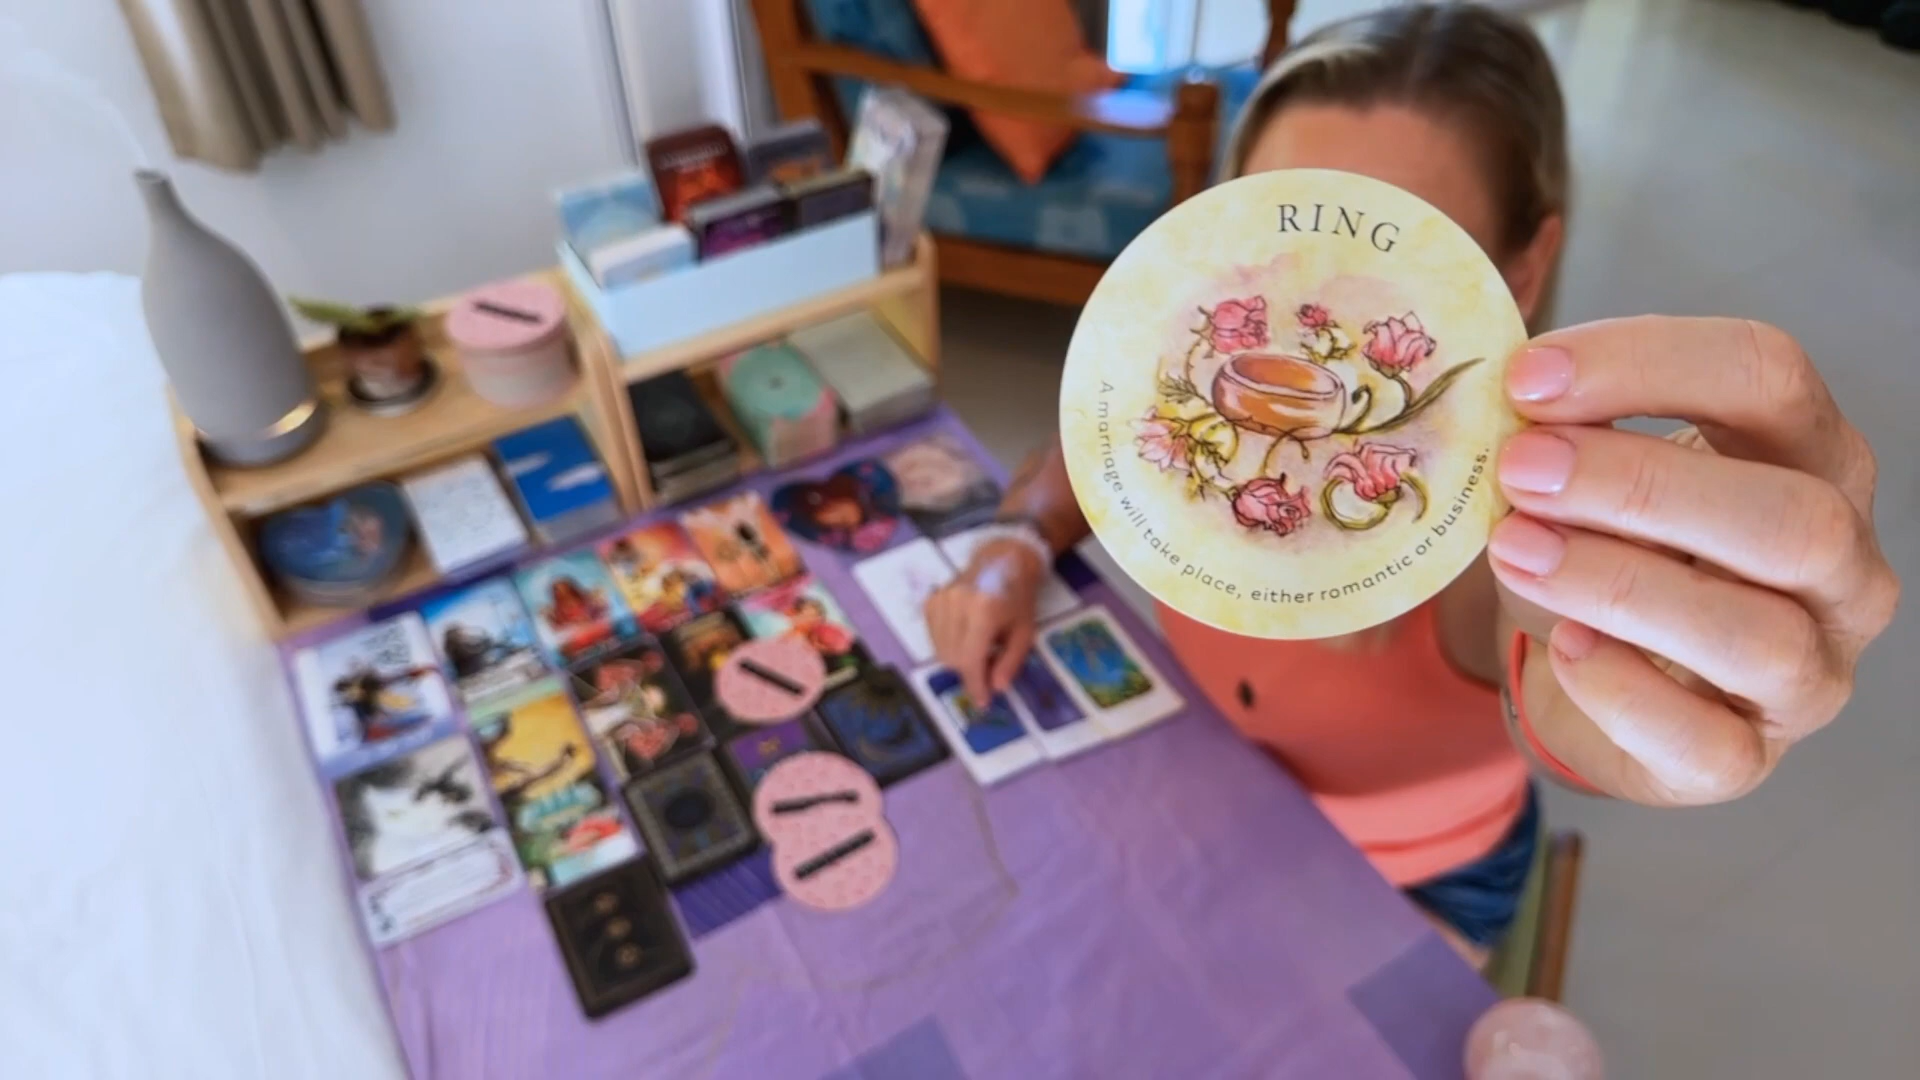 RING
A marriage will take place, either romantic or business.